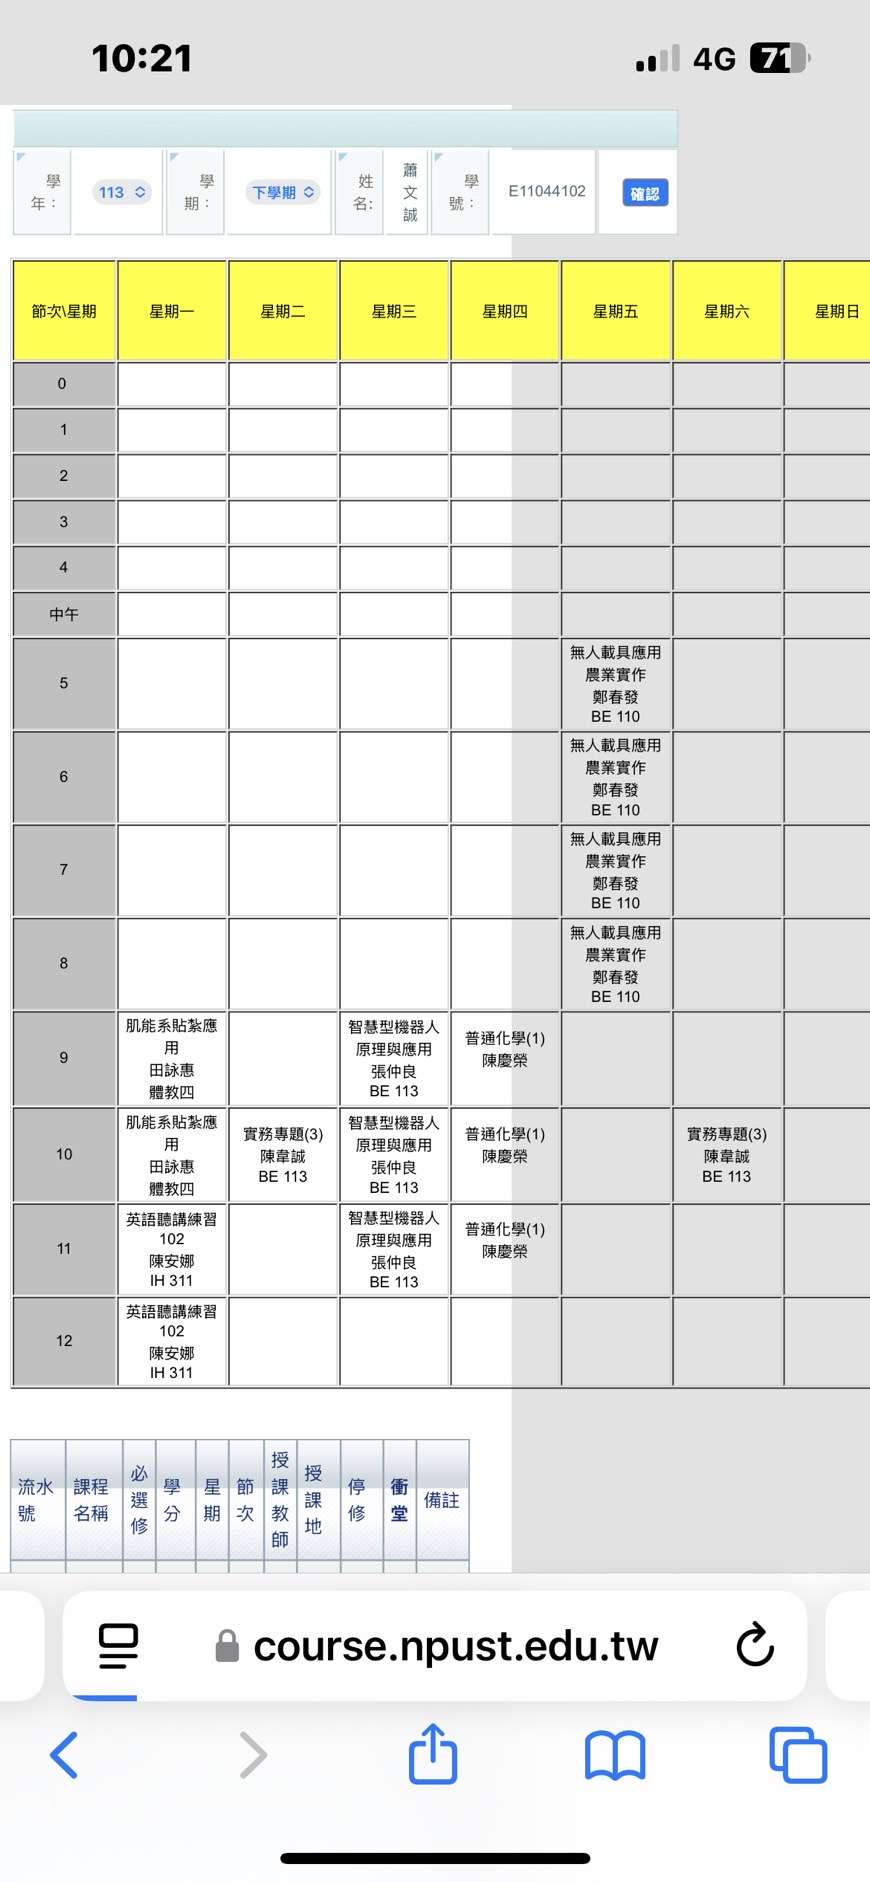 10:21
4G 71
學年： 113 學期： 下學期 姓名: 蕭文誠 學號： E11044102 確認
節次\星期 星期一 星期二 星期三 星期四 星期五 星期六 星期日
0
1
2
3
4
中午
5
無人載具應用
農業實作
鄭春發
BE 110
6
無人載具應用
農業實作
鄭春發
BE 110
7
無人載具應用
農業實作
鄭春發
BE 110
8
無人載具應用
農業實作
鄭春發
BE 110
9
肌能系貼紮應
用
田詠惠
體教四
智慧型機器人
原理與應用
張仲良
BE 113
普通化學(1)
陳慶榮
10
肌能系貼紮應
用
田詠惠
體教四
實務專題(3)
陳韋誠
BE 113
智慧型機器人
原理與應用
張仲良
BE 113
普通化學(1)
陳慶榮
實務專題(3)
陳韋誠
BE 113
11
英語聽講練習
102
陳安娜
IH 311
智慧型機器人
原理與應用
張仲良
BE 113
普通化學(1)
陳慶榮
12
英語聽講練習
102
陳安娜
IH 311
流水號 課程名稱 必選修 學分 星期 節次 授課教師 授課地 停修 衝堂 備註
course.npust.edu.tw